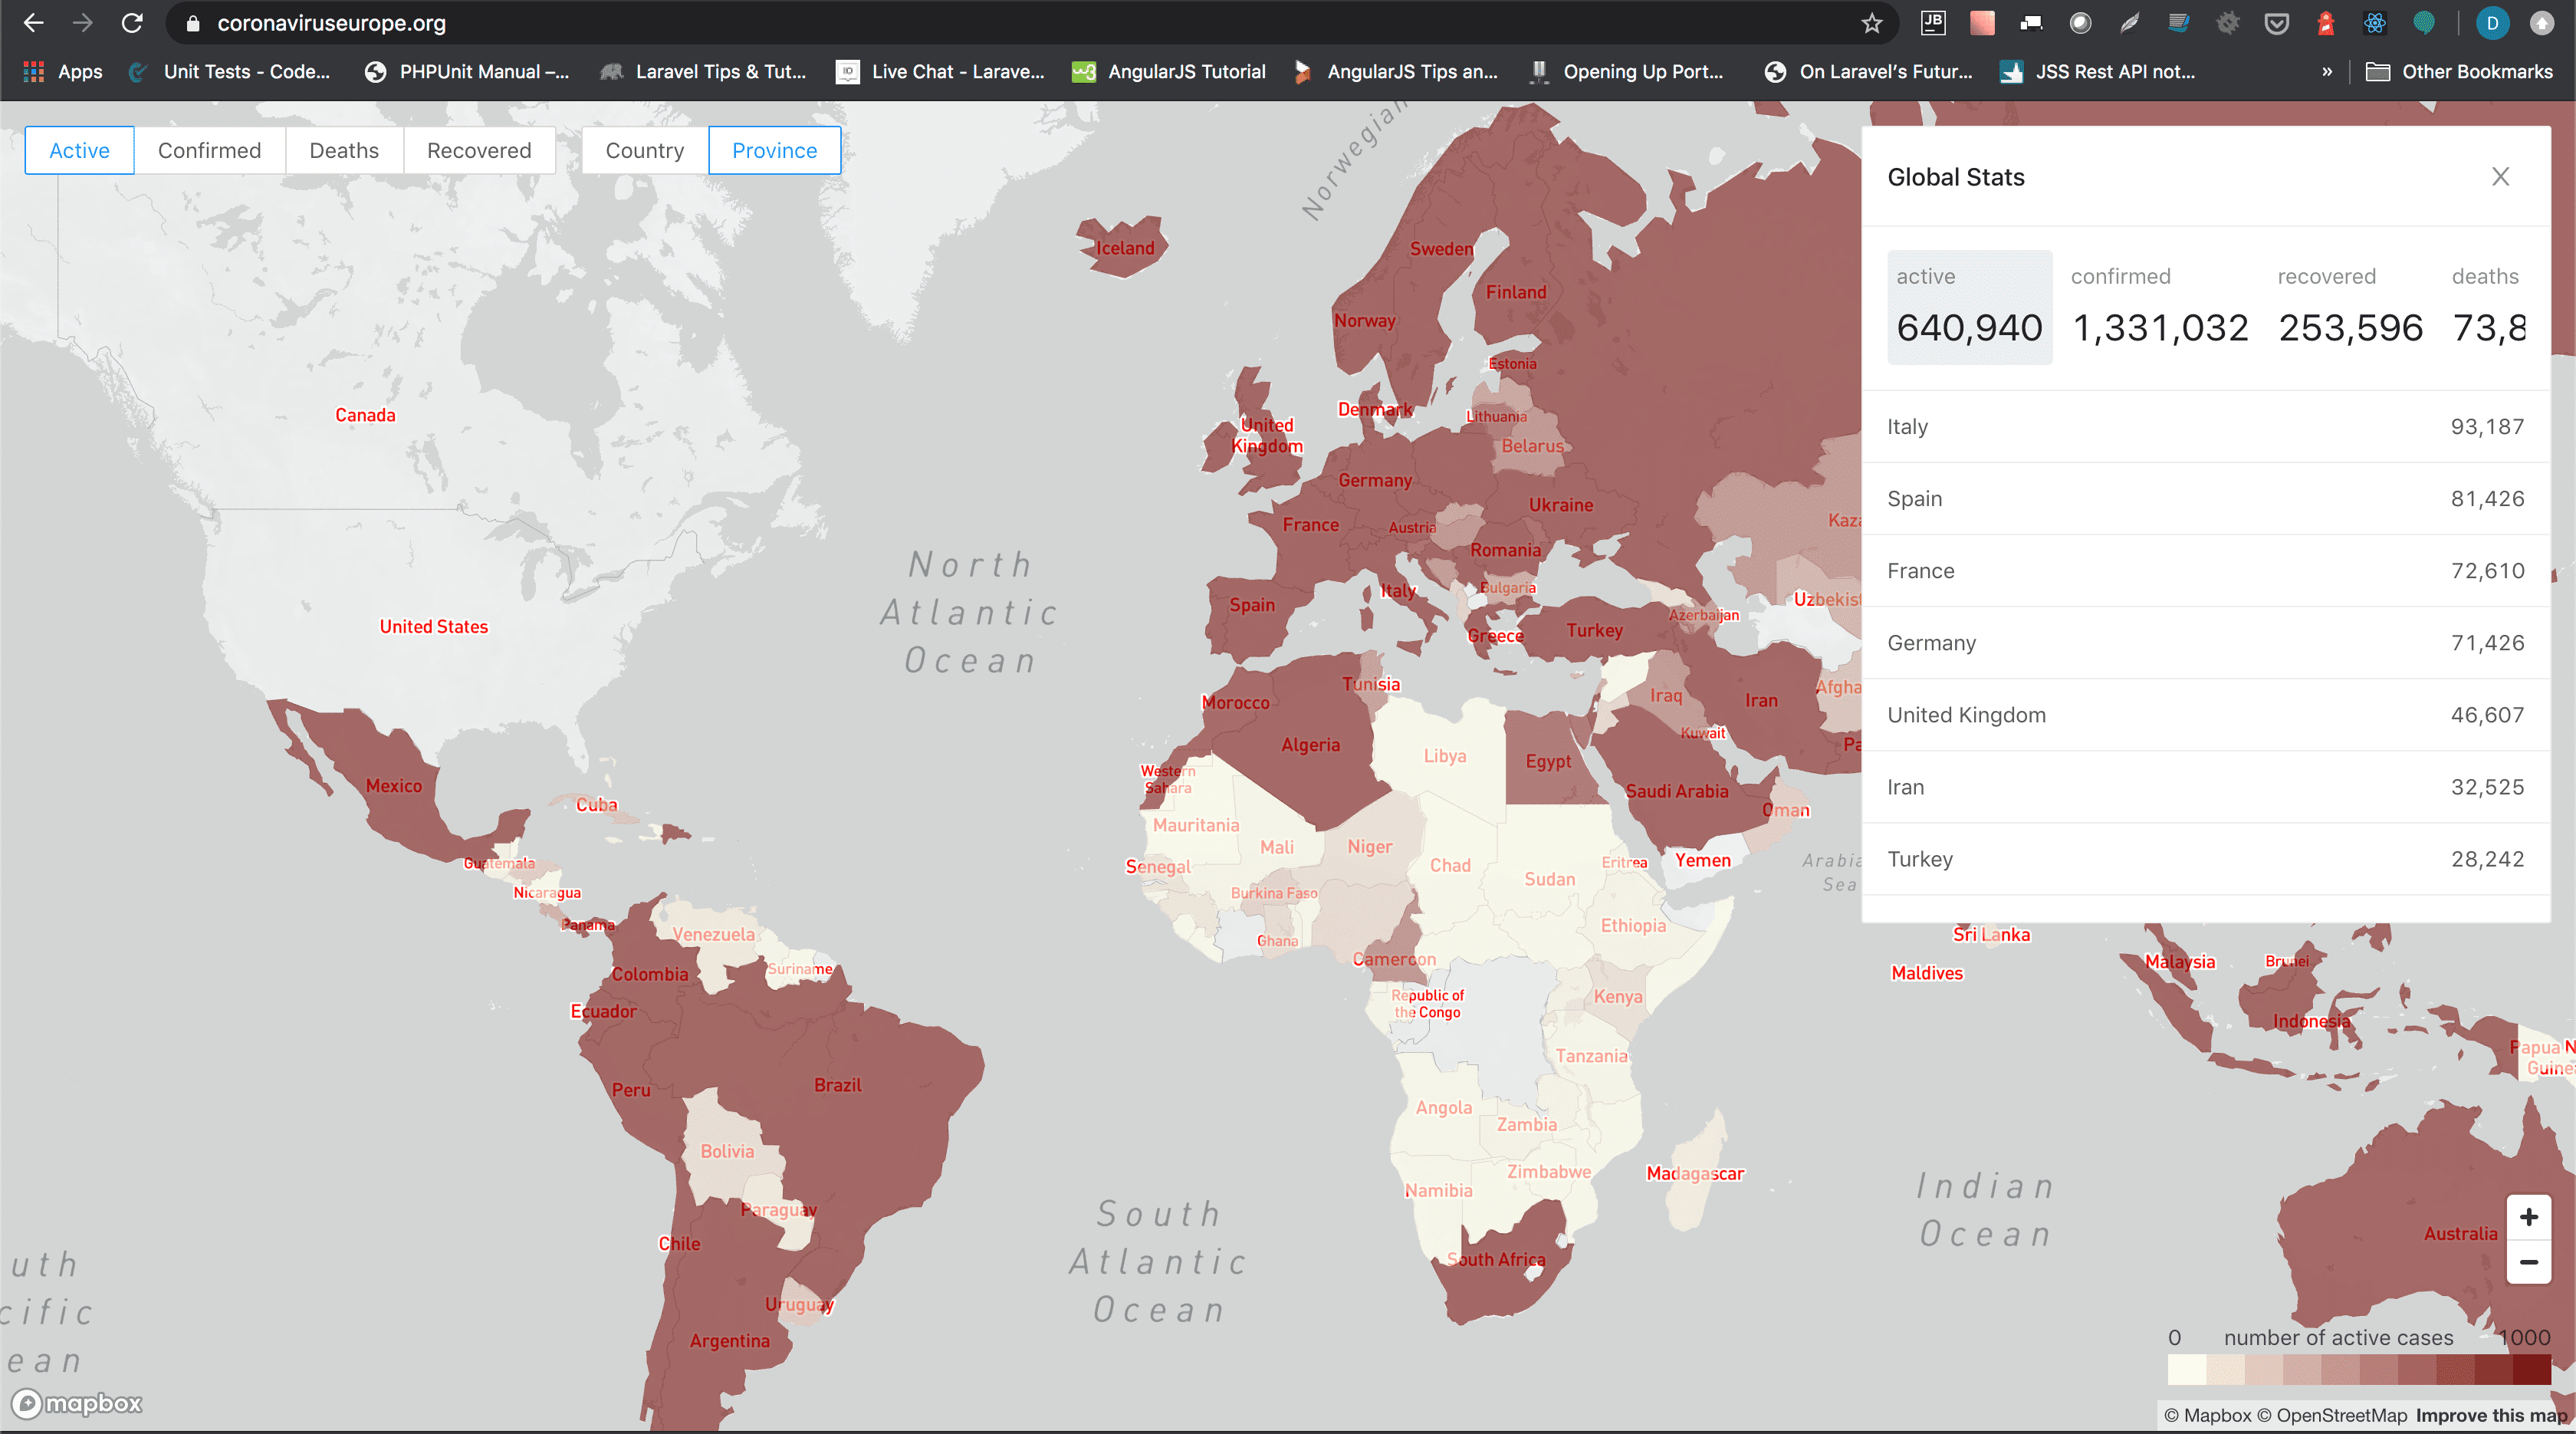 coronaviruseurope.org
JB
D
Apps
Unit Tests - Code...
PHPUnit Manual –...
Laravel Tips & Tut...
Live Chat - Larave...
AngularJS Tutorial
AngularJS Tips an...
Opening Up Port...
On Laravel's Futur...
JSS Rest API not...
»
Other Bookmarks
Active
Confirmed
Deaths
Recovered
Country
Province
Global Stats
X
active
confirmed
recovered
deaths
640,940
1,331,032
253,596
73,8
Italy 93,187
Spain 81,426
France 72,610
Germany 71,426
United Kingdom 46,607
Iran 32,525
Turkey 28,242
Norwegian
Iceland
Sweden
Finland
Norway
Estonia
Denmark
Lithuania
Canada
United
Kingdom
Belarus
Germany
Ukraine
France
Austria
Kaza
Romania
North
Atlantic
Ocean
Italy
Bulgaria
Spain
Uzbekist
Azerbaijan
United States
Greece
Turkey
Tunisia
Afgha
Morocco
Iraq
Iran
Kuwait
Algeria
Libya
Egypt
Pa
Western
Sahara
Mexico
Saudi Arabia
Cuba
Oman
Mauritania
Mali
Niger
Guatemala
Senegal
Chad
Eritrea
Yemen
Arabia
Sea
Sudan
Nicaragua
Burkina Faso
Panama
Ethiopia
Venezuela
Ghana
Sri Lanka
Cameroon
Malaysia
Brunei
Colombia
Suriname
Maldives
Republic of
the Congo
Kenya
Ecuador
Indonesia
Papua N
Guine
Tanzania
Peru
Brazil
Angola
Zambia
Bolivia
Zimbabwe
Madagascar
Namibia
Indian
Ocean
Paraguay
South
Atlantic
Ocean
Chile
South Africa
Australia
uth
cific
ean
Uruguay
Argentina
+
−
0 number of active cases 1000
mapbox
© Mapbox © OpenStreetMap Improve this map